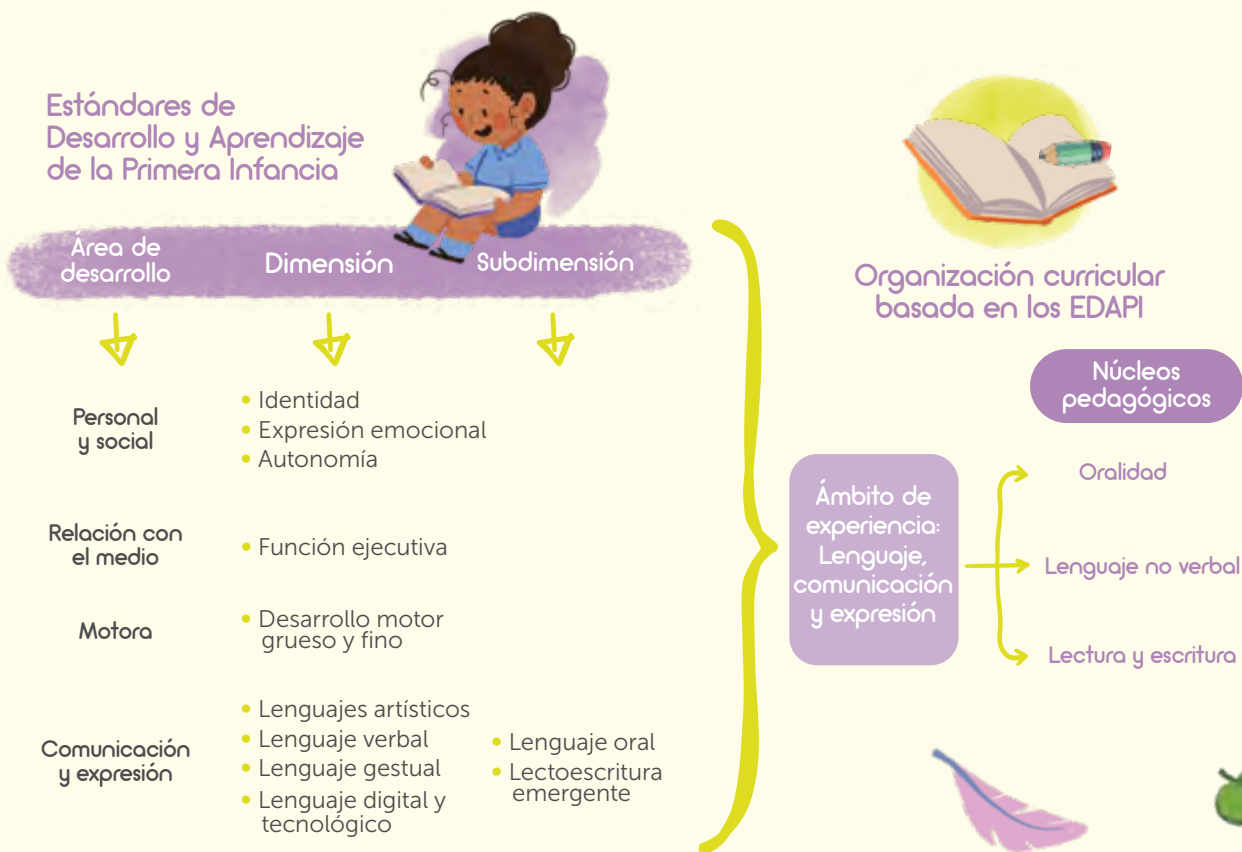 Estándares de
Desarrollo y Aprendizaje
de la Primera Infancia
Área de
desarrollo
Dimensión
Subdimensión
Personal
y social
• Identidad
• Expresión emocional
• Autonomía
Relación con
el medio
• Función ejecutiva
Motora
• Desarrollo motor
grueso y fino
Comunicación
y expresión
• Lenguajes artísticos
• Lenguaje verbal
• Lenguaje gestual
• Lenguaje digital y
tecnológico
• Lenguaje oral
• Lectoescritura
emergente
Organización curricular
basada en los EDAPI
Núcleos
pedagógicos
Ámbito de
experiencia:
Lenguaje,
comunicación
y expresión
Oralidad
Lenguaje no verbal
Lectura y escritura